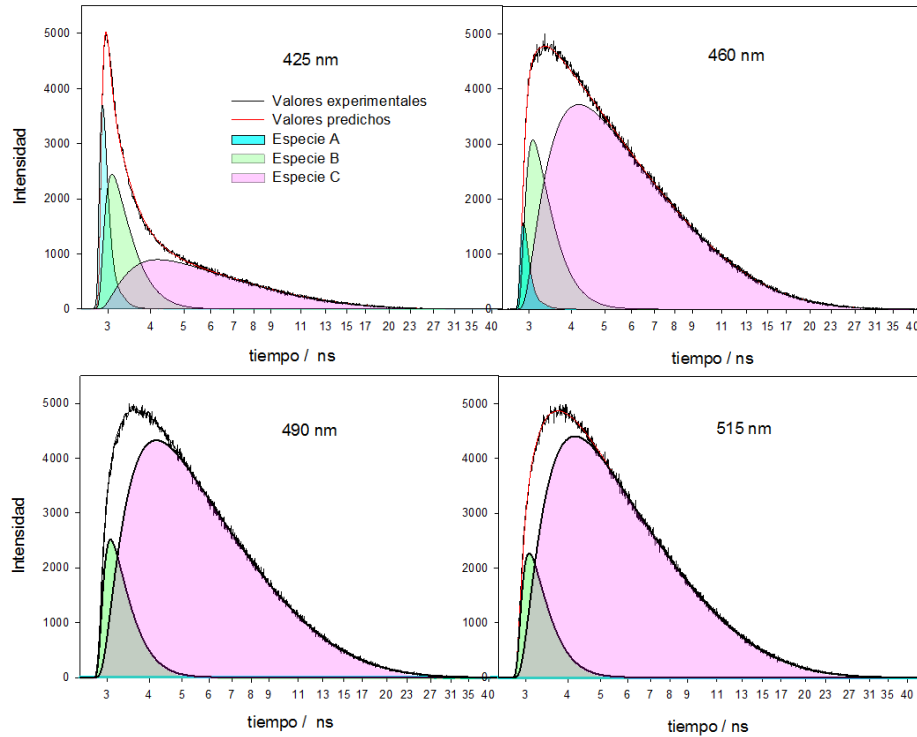 425 nm
Valores experimentales
Valores predichos
Especie A
Especie B
Especie C
Intensidad
5000
4000
3000
2000
1000
0
3 4 5 6 7 8 9 11 13 15 17 20 23 27 31 35 40
tiempo / ns
460 nm
5000
4000
3000
2000
1000
0
3 4 5 6 7 8 9 11 13 15 17 20 23 27 31 35 40
tiempo / ns
490 nm
Intensidad
5000
4000
3000
2000
1000
0
3 4 5 6 7 8 9 11 13 15 17 20 23 27 31 35 40
tiempo / ns
515 nm
5000
4000
3000
2000
1000
0
3 4 5 6 7 8 9 11 13 15 17 20 23 27 31 35 40
tiempo / ns